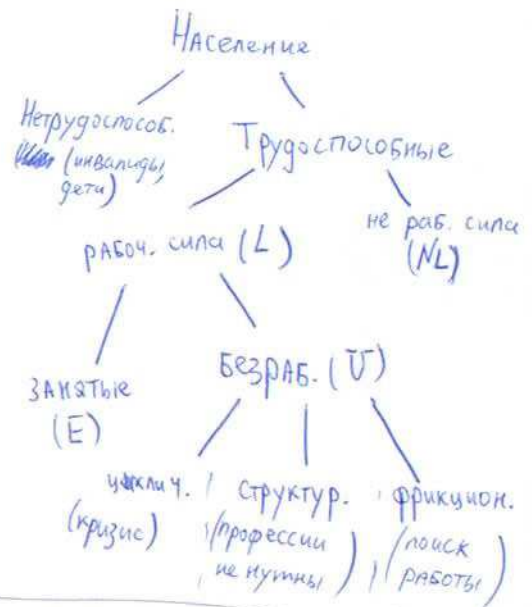 Население
Нетрудоспособ.
(инвалиды,
дети)
Трудоспособные
рабоч. сила (L)
не раб. сила
(NL)
занятые
(E)
безраб. (U)
циклич.
(кризис)
структур.
(профессии
не нужны)
фрикцион.
(поиск
работы)